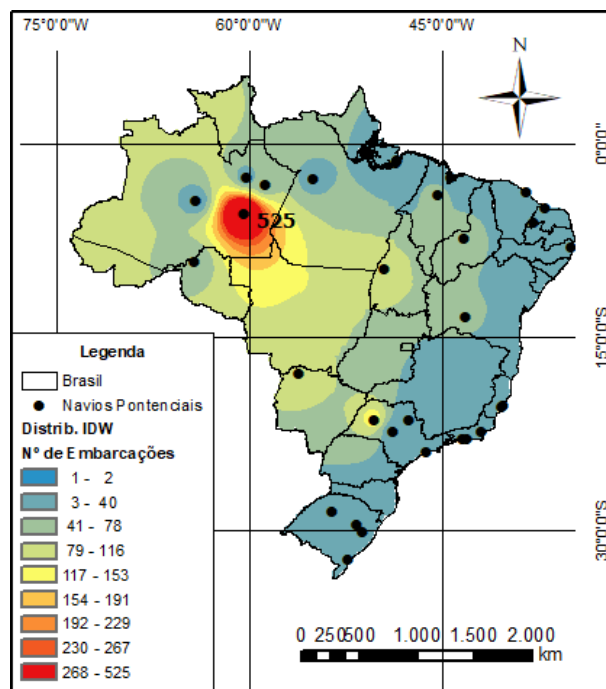 75°0'0"W 60°0'0"W 45°0'0"W
N
0°0'0"
525
15°0'0"S
Legenda
Brasil
Navios Pontenciais
Distrib. IDW
Nº de Embarcações
1 - 2
3 - 40
41 - 78
79 - 116
117 - 153
154 - 191
192 - 229
230 - 267
268 - 525
30°0'0"S
0 250500 1.000 1.500 2.000
km